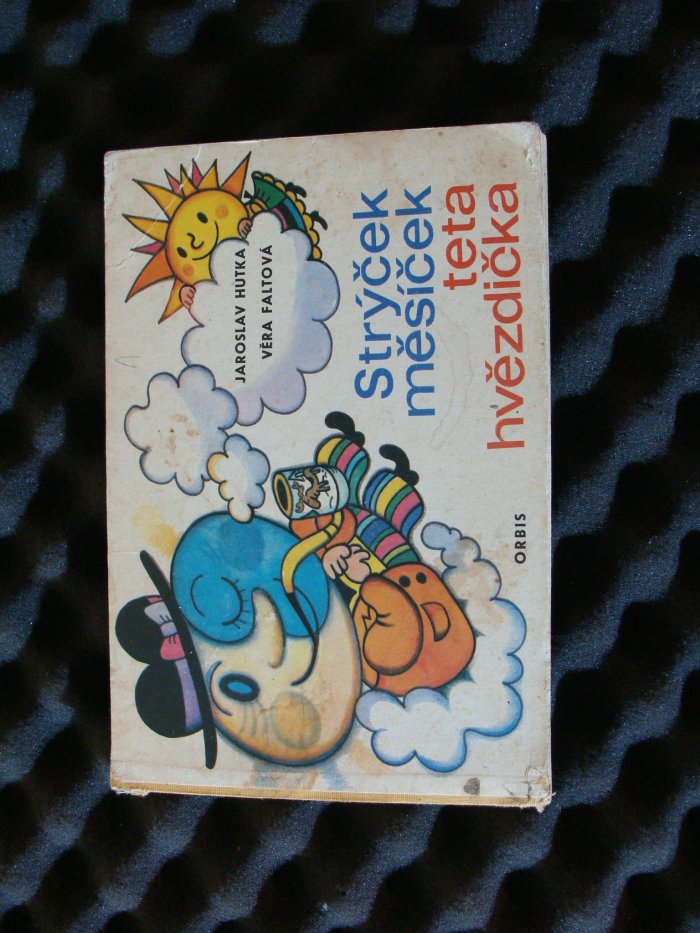 JAROSLAV HUTKA
VĚRA FALTOVÁ
Strýček
měsíček
teta
hvězdička
ORBIS